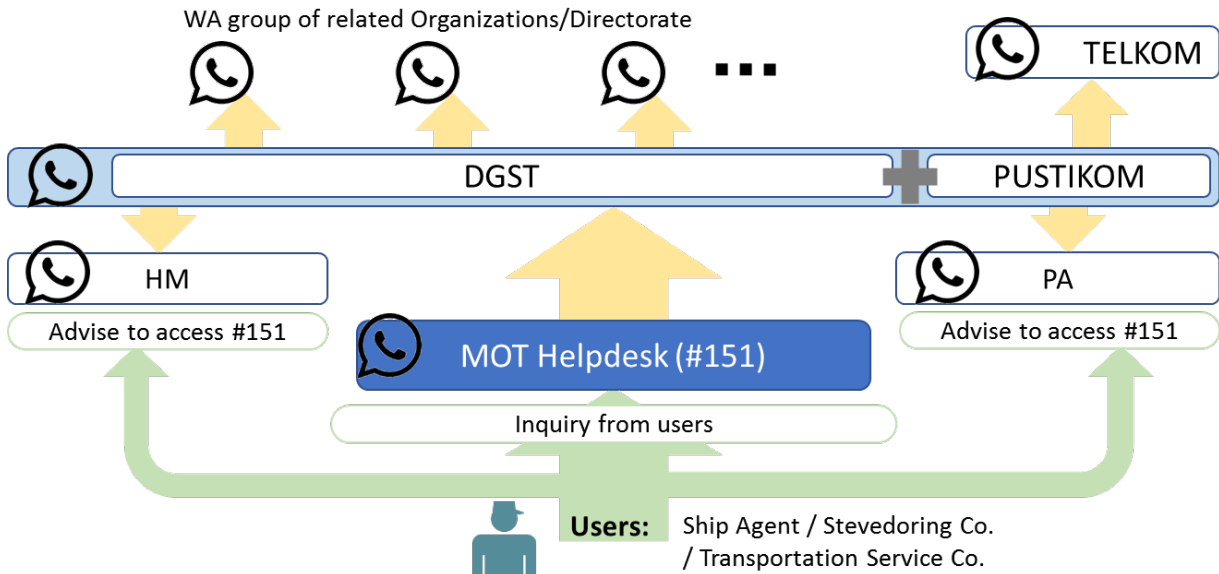 WA group of related Organizations/Directorate
TELKOM
DGST
PUSTIKOM
HM
PA
Advise to access #151
Advise to access #151
MOT Helpdesk (#151)
Inquiry from users
Users: Ship Agent / Stevedoring Co.
/ Transportation Service Co.